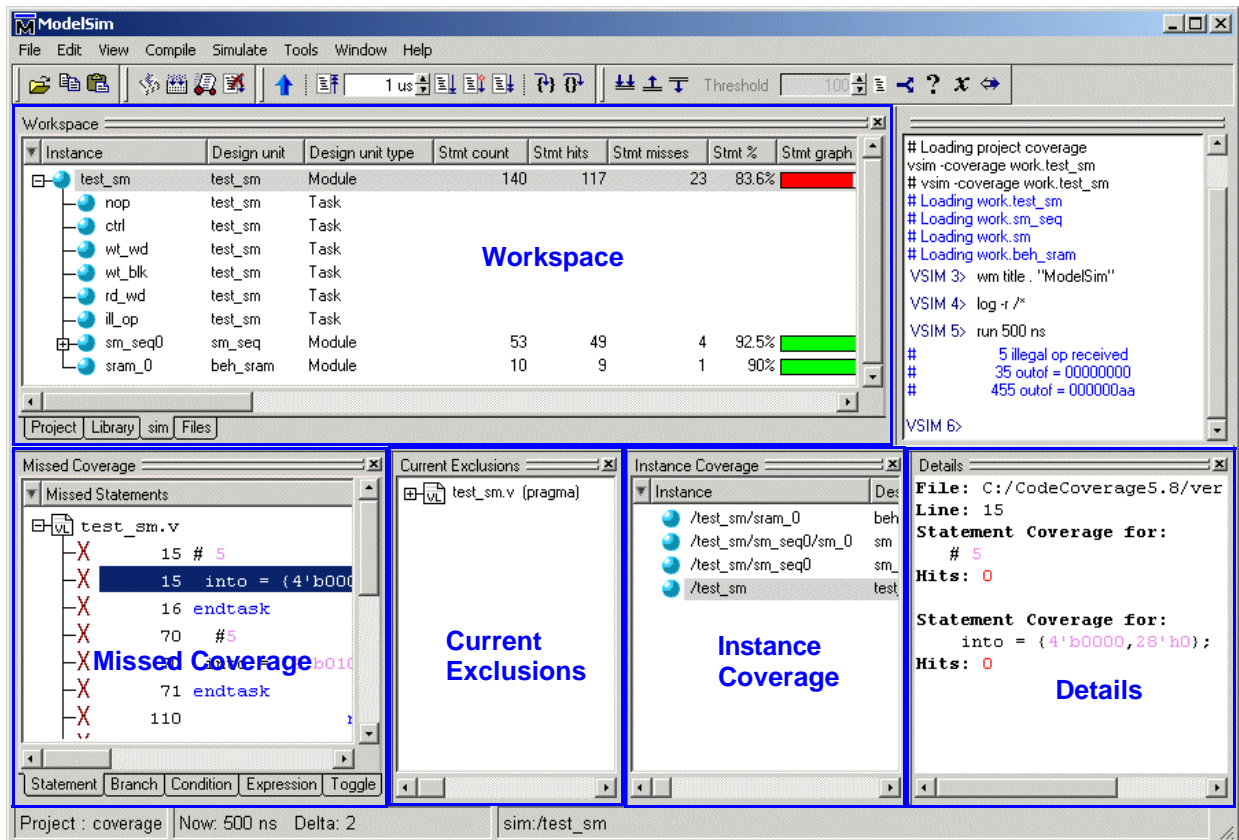 ModelSim
File Edit View Compile Simulate Tools Window Help
1 us Threshold 100
Workspace
Instance Design unit Design unit type Stmt count Stmt hits Stmt misses Stmt % Stmt graph
test_sm test_sm Module 140 117 23 83.6%
nop test_sm Task
ctrl test_sm Task
wt_wd test_sm Task
wt_blk test_sm Task
rd_wd test_sm Task
ill_op test_sm Task
sm_seq0 sm_seq Module 53 49 4 92.5%
sram_0 beh_sram Module 10 9 1 90%
Workspace
Project Library sim Files
# Loading project coverage
vsim -coverage work.test_sm
# vsim -coverage work.test_sm
# Loading work.test_sm
# Loading work.sm_seq
# Loading work.sm
# Loading work.beh_sram
VSIM 3> wm title . "ModelSim"
VSIM 4> log -r /*
VSIM 5> run 500 ns
# 5 illegal op received
# 35 outof = 00000000
# 455 outof = 000000aa
VSIM 6>
Missed Coverage
Missed Statements
test_sm.v
15 # 5
15 into = {4'b000
16 endtask
70 #5
b010
71 endtask
110
Missed Coverage
Statement Branch Condition Expression Toggle
Current Exclusions
test_sm.v (pragma)
Current
Exclusions
Instance Coverage
Instance Des
/test_sm/sram_0 beh
/test_sm/sm_seq0/sm_0 sm
/test_sm/sm_seq0 sm_
/test_sm test_
Instance
Coverage
Details
File: C:/CodeCoverage5.8/ver
Line: 15
Statement Coverage for:
# 5
Hits: 0
Statement Coverage for:
into = {4'b0000,28'h0};
Hits: 0
Details
Project : coverage Now: 500 ns Delta: 2 sim:/test_sm